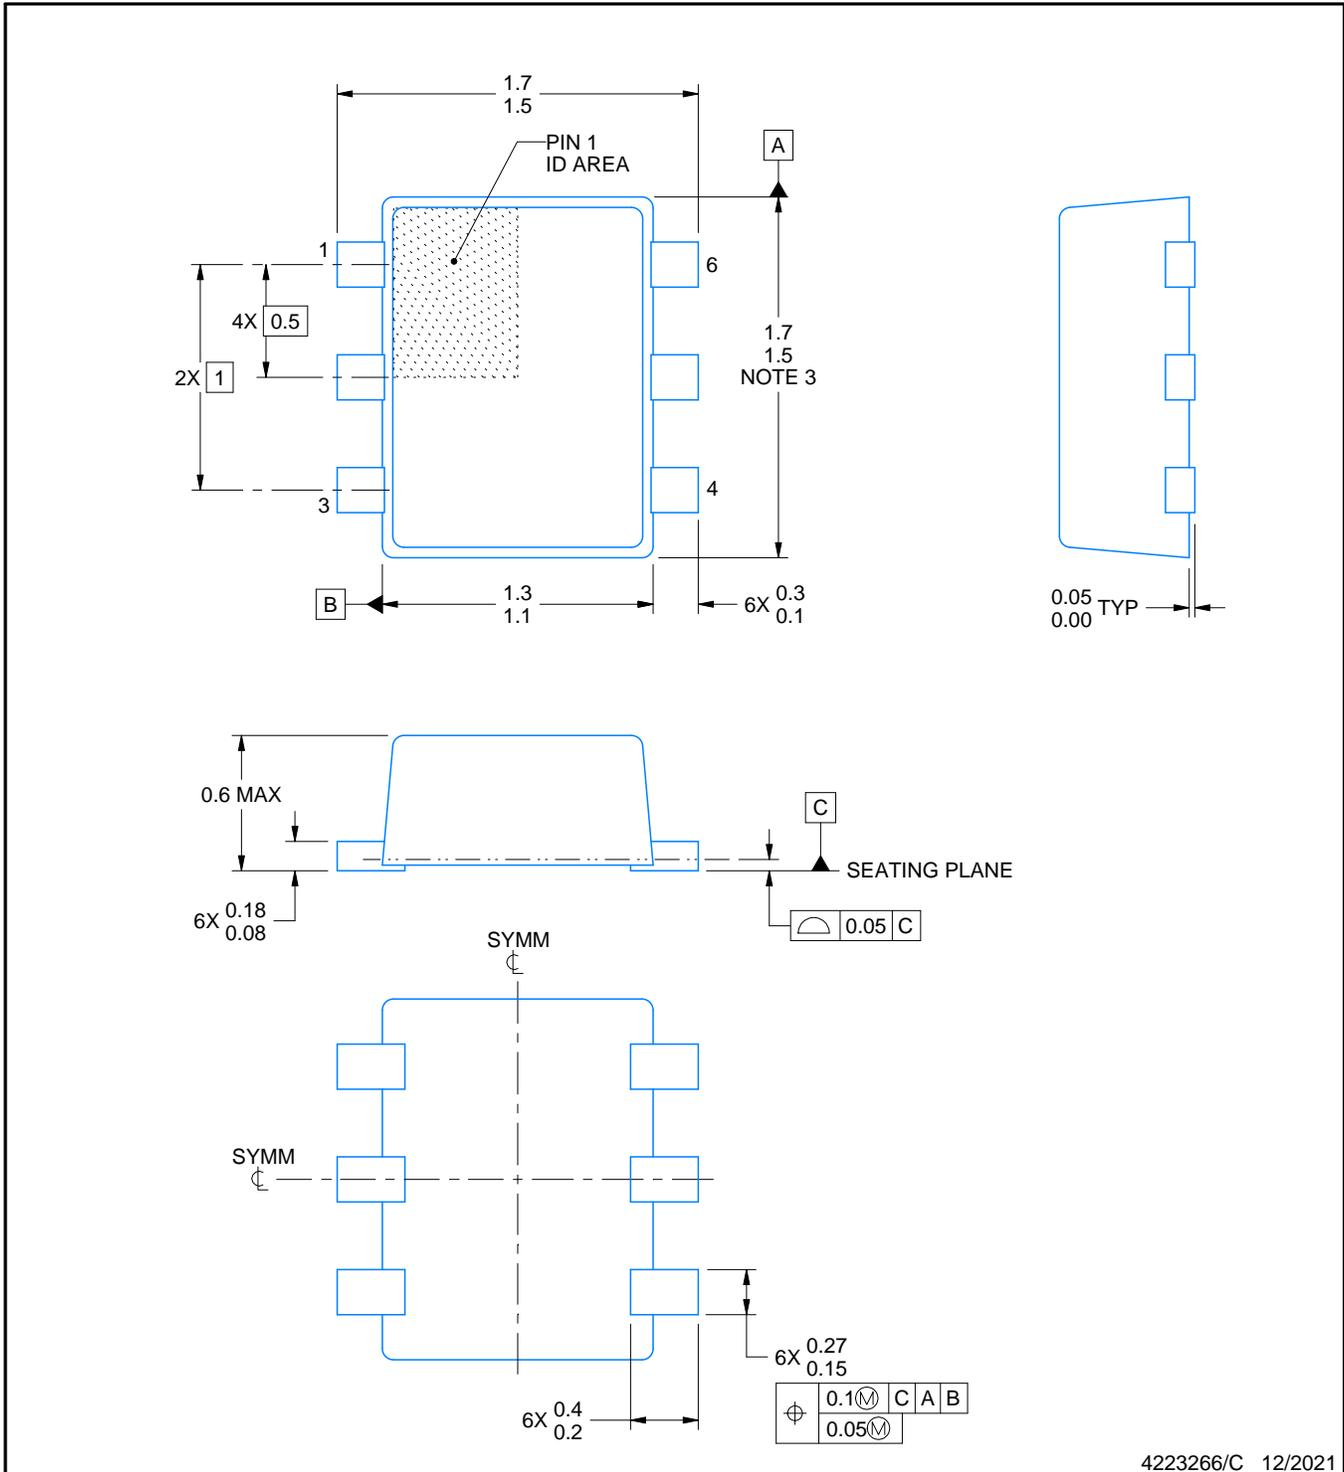 1.7
1.5
PIN 1
ID AREA
A
1
6
4X 0.5
2X 1
1.7
1.5
NOTE 3
3
4
B
1.3
1.1
6X 0.3
0.1
0.05
0.00 TYP
0.6 MAX
C
SEATING PLANE
6X 0.18
0.08
0.05 C
SYMM
SYMM
6X 0.27
0.15
0.1Ⓜ C A B
0.05Ⓜ
6X 0.4
0.2
4223266/C 12/2021